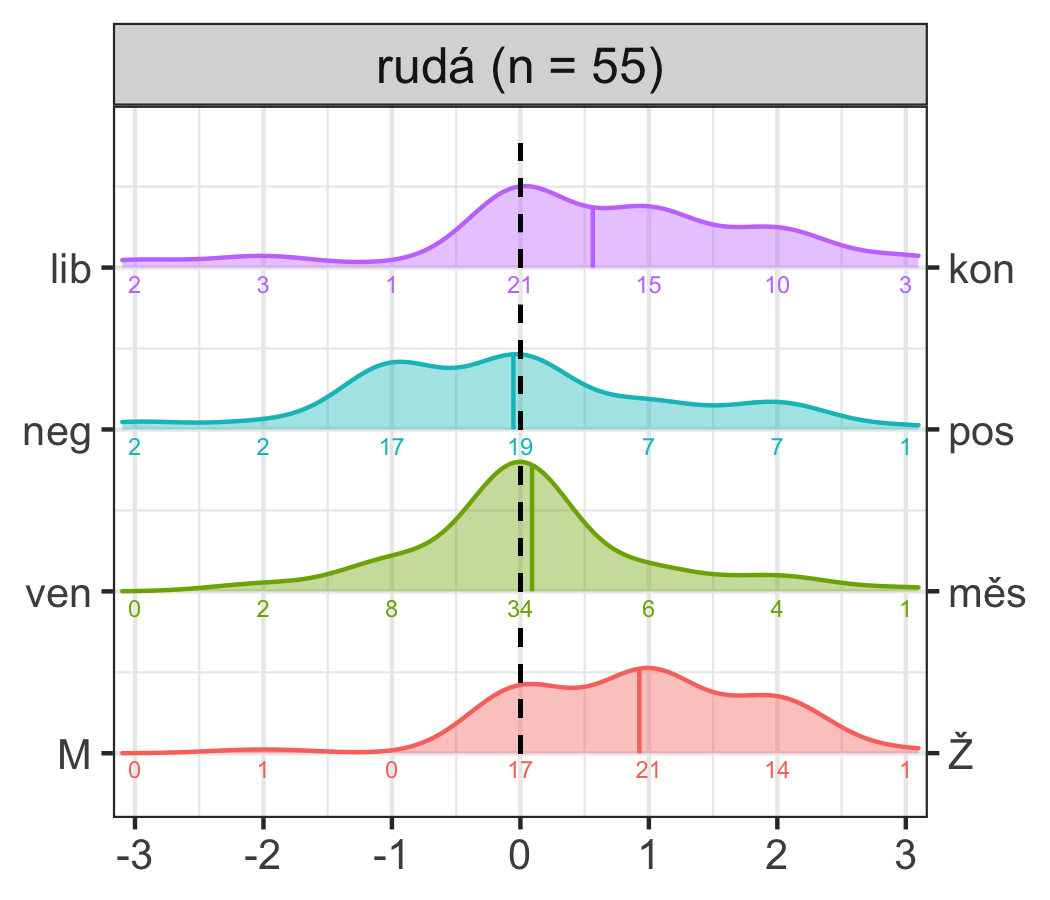 rudá (n = 55)
lib kon
2 3 1 21 15 10 3
neg pos
2 2 17 19 7 7 1
ven měs
0 2 8 34 6 4 1
M Ž
0 1 0 17 21 14 1
-3 -2 -1 0 1 2 3